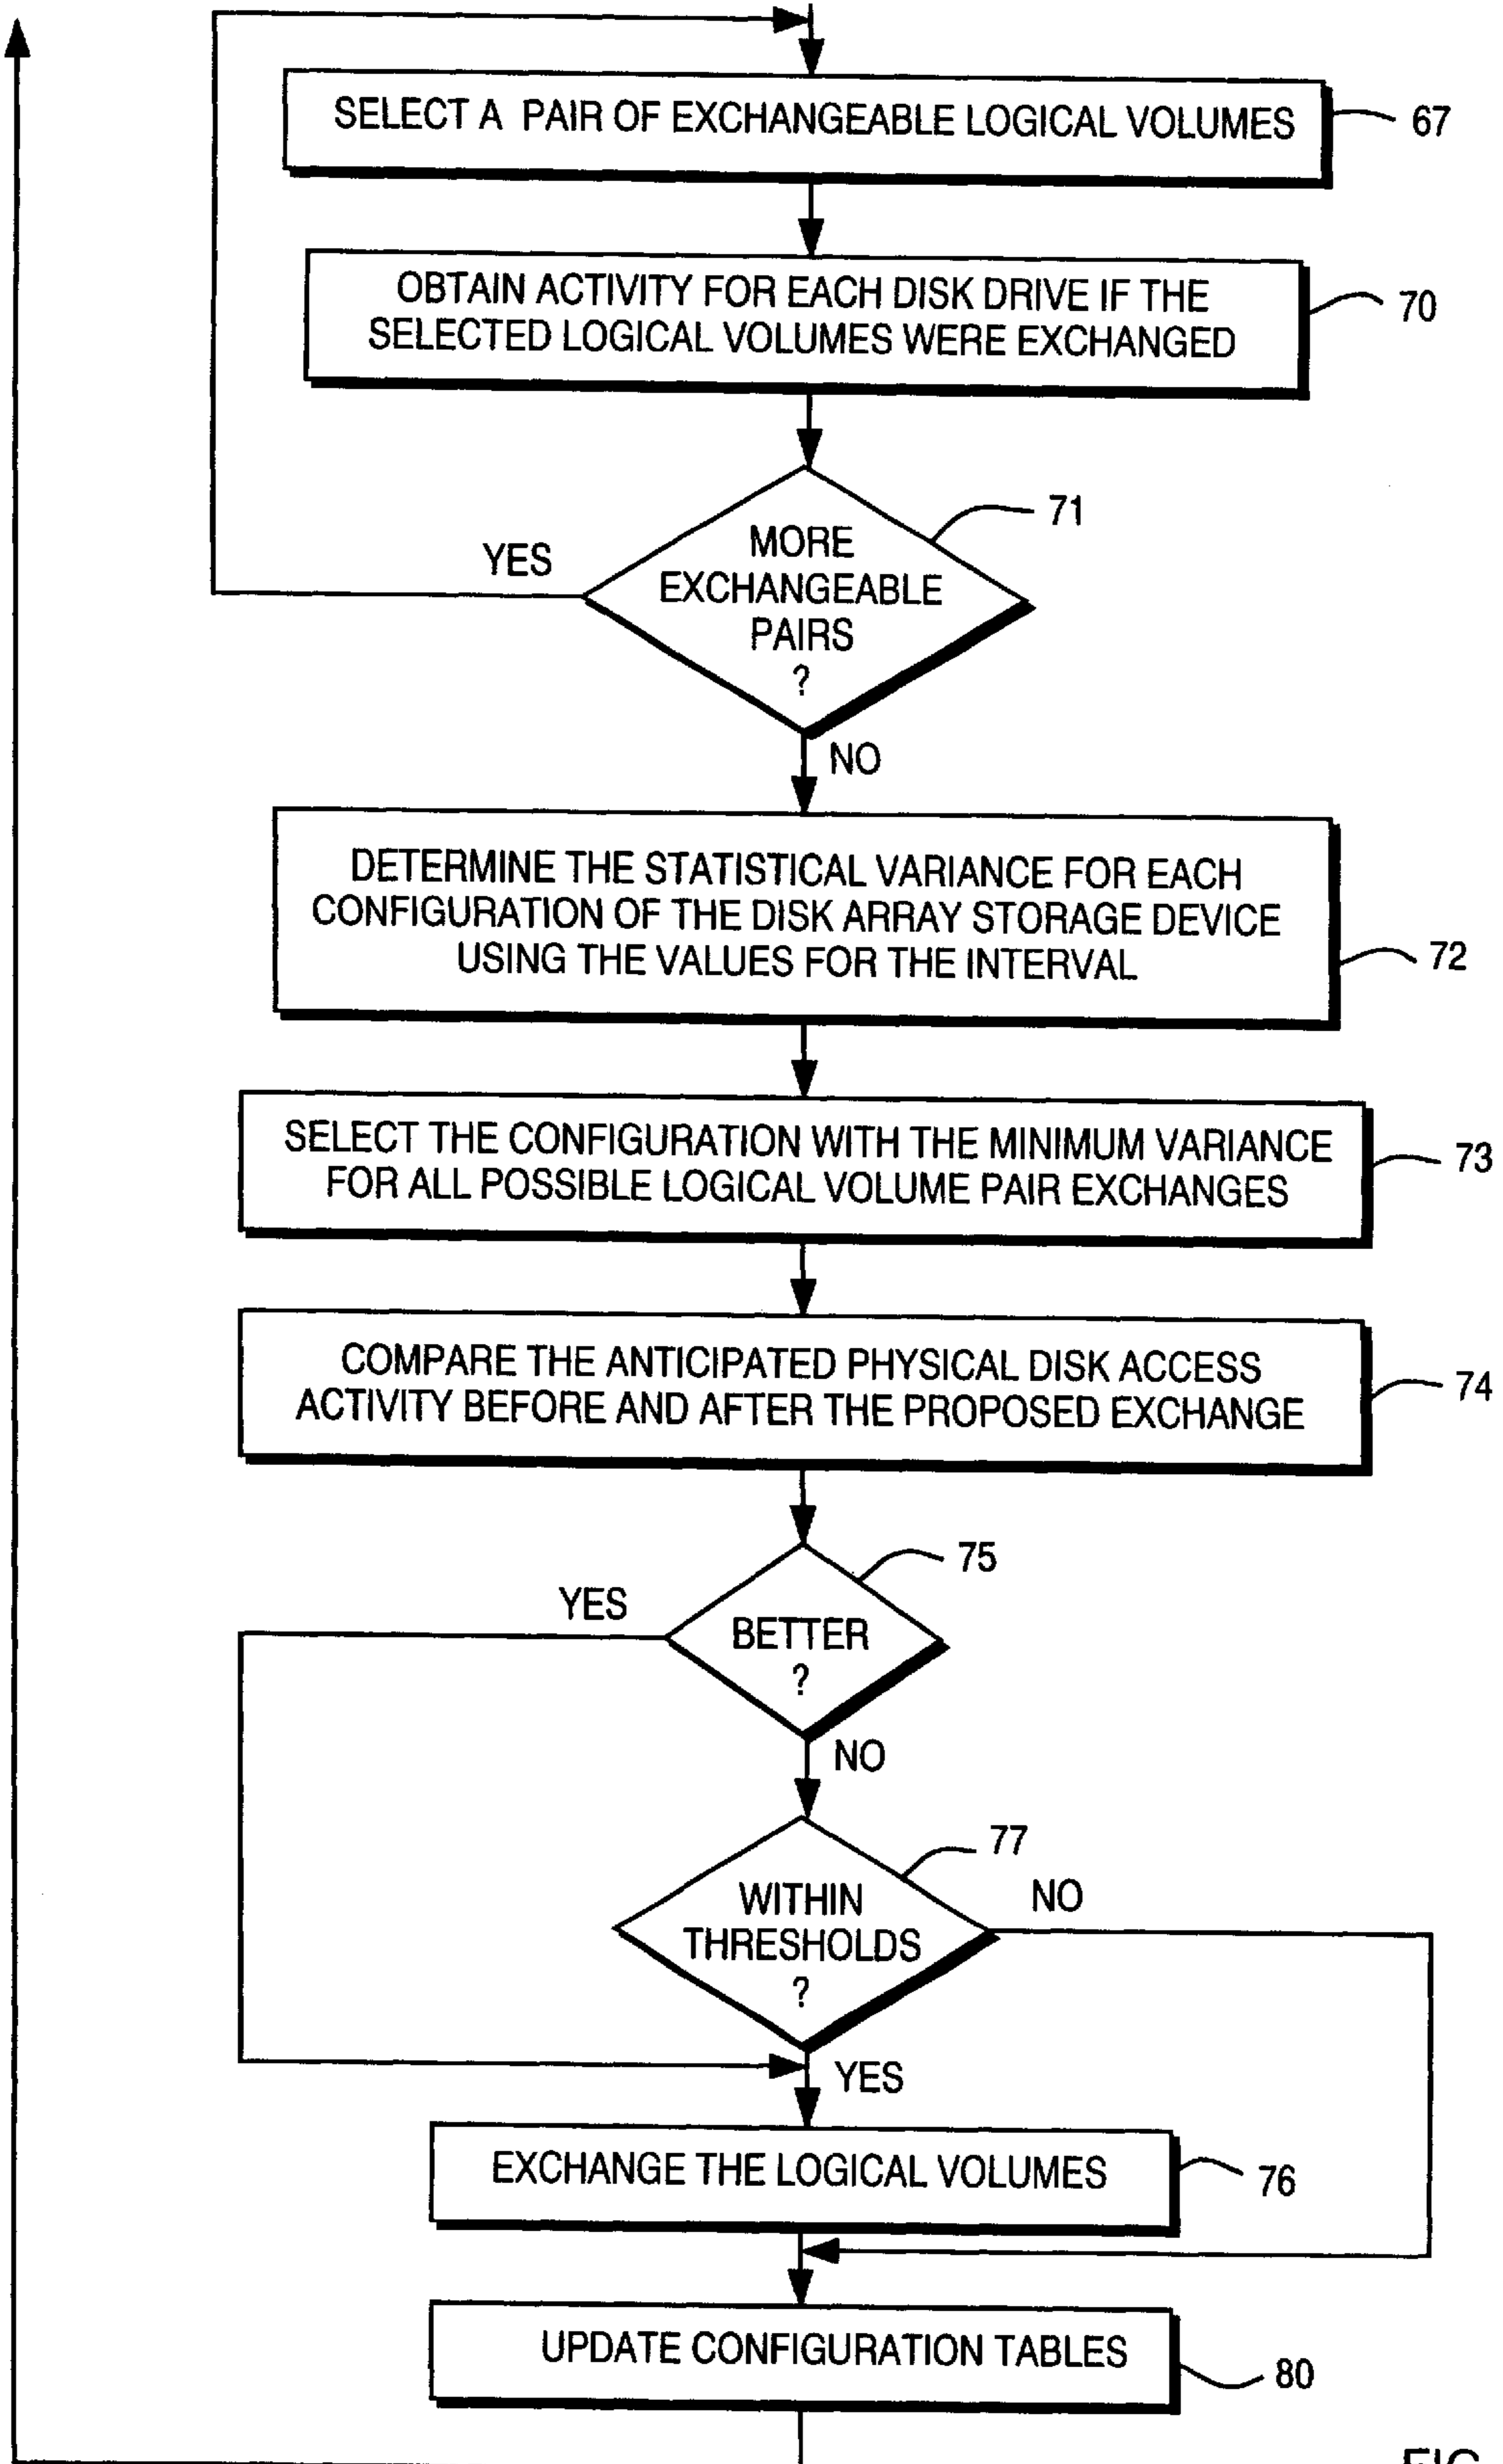 SELECT A PAIR OF EXCHANGEABLE LOGICAL VOLUMES
67
OBTAIN ACTIVITY FOR EACH DISK DRIVE IF THE
SELECTED LOGICAL VOLUMES WERE EXCHANGED
70
71
MORE
EXCHANGEABLE
PAIRS
?
YES
NO
DETERMINE THE STATISTICAL VARIANCE FOR EACH
CONFIGURATION OF THE DISK ARRAY STORAGE DEVICE
USING THE VALUES FOR THE INTERVAL
72
SELECT THE CONFIGURATION WITH THE MINIMUM VARIANCE
FOR ALL POSSIBLE LOGICAL VOLUME PAIR EXCHANGES
73
COMPARE THE ANTICIPATED PHYSICAL DISK ACCESS
ACTIVITY BEFORE AND AFTER THE PROPOSED EXCHANGE
74
75
YES
BETTER
?
NO
77
WITHIN
THRESHOLDS
?
NO
YES
EXCHANGE THE LOGICAL VOLUMES
76
UPDATE CONFIGURATION TABLES
80
FIG